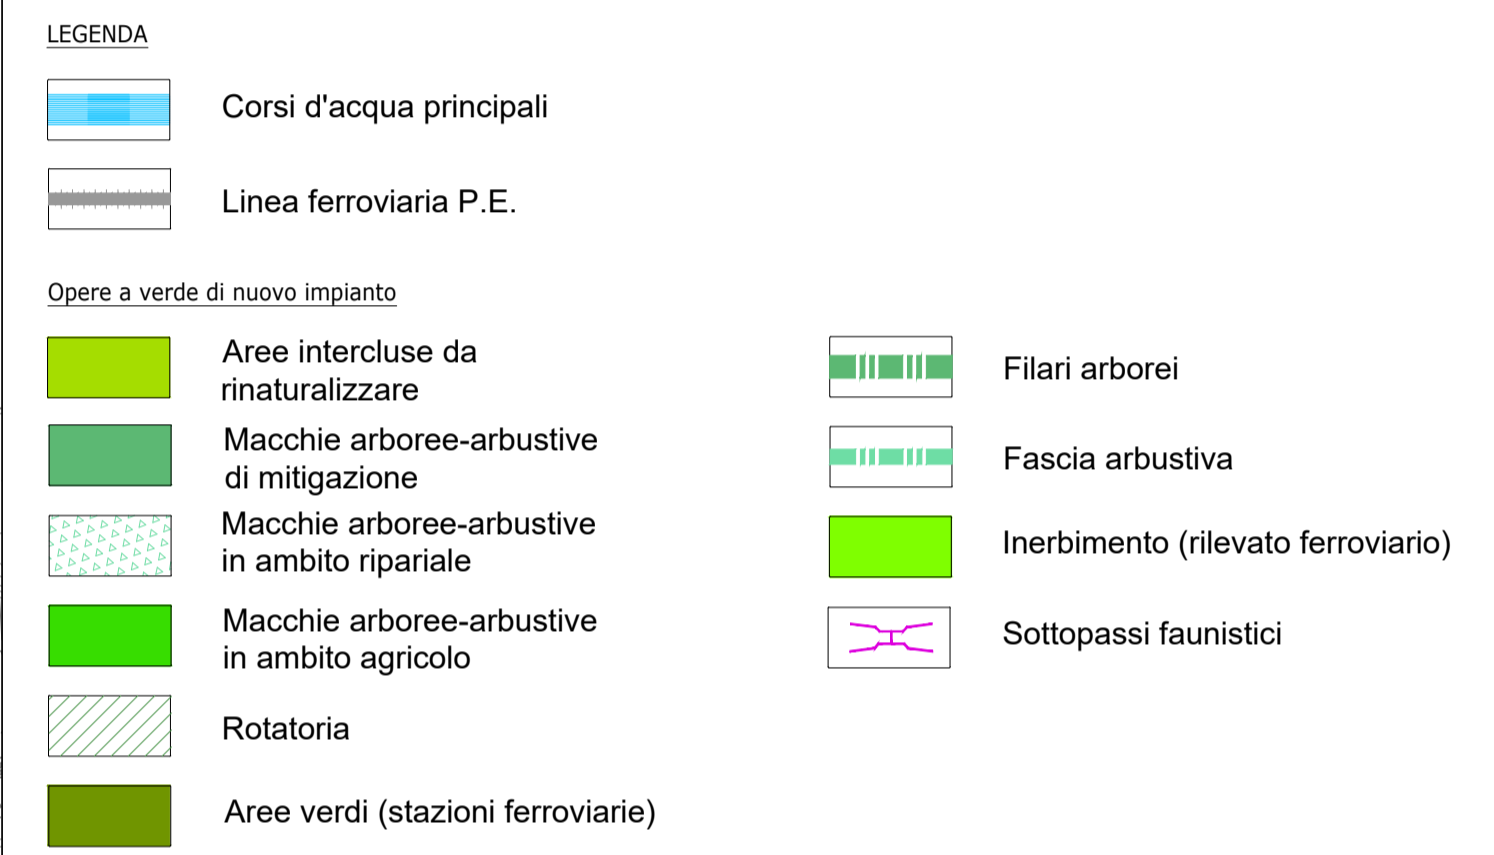 LEGENDA
Corsi d'acqua principali
Linea ferroviaria P.E.
Opere a verde di nuovo impianto
Aree intercluse da
rinaturalizzare
Macchie arboree-arbustive
di mitigazione
Macchie arboree-arbustive
in ambito ripariale
Macchie arboree-arbustive
in ambito agricolo
Rotatoria
Aree verdi (stazioni ferroviarie)
Filari arborei
Fascia arbustiva
Inerbimento (rilevato ferroviario)
Sottopassi faunistici